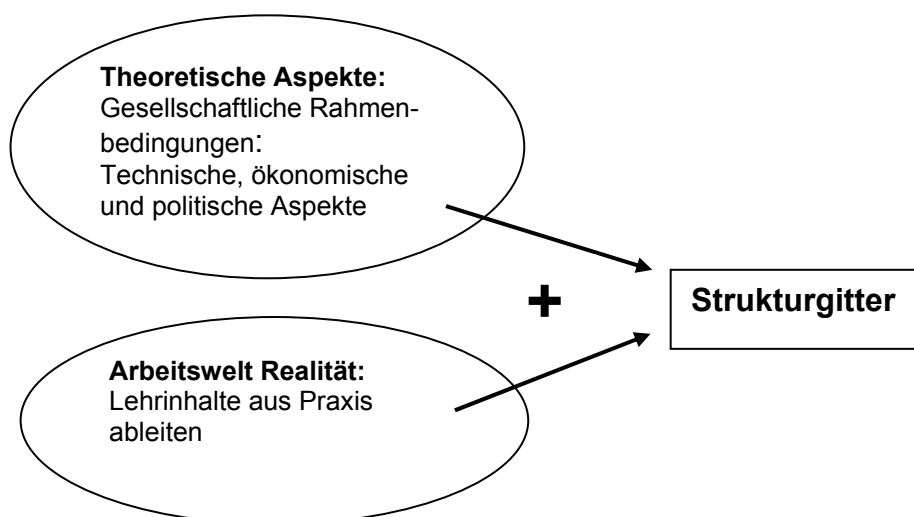 Theoretische Aspekte:
Gesellschaftliche Rahmen-
bedingungen:
Technische, ökonomische
und politische Aspekte
+
Strukturgitter
Arbeitswelt Realität:
Lehrinhalte aus Praxis
ableiten